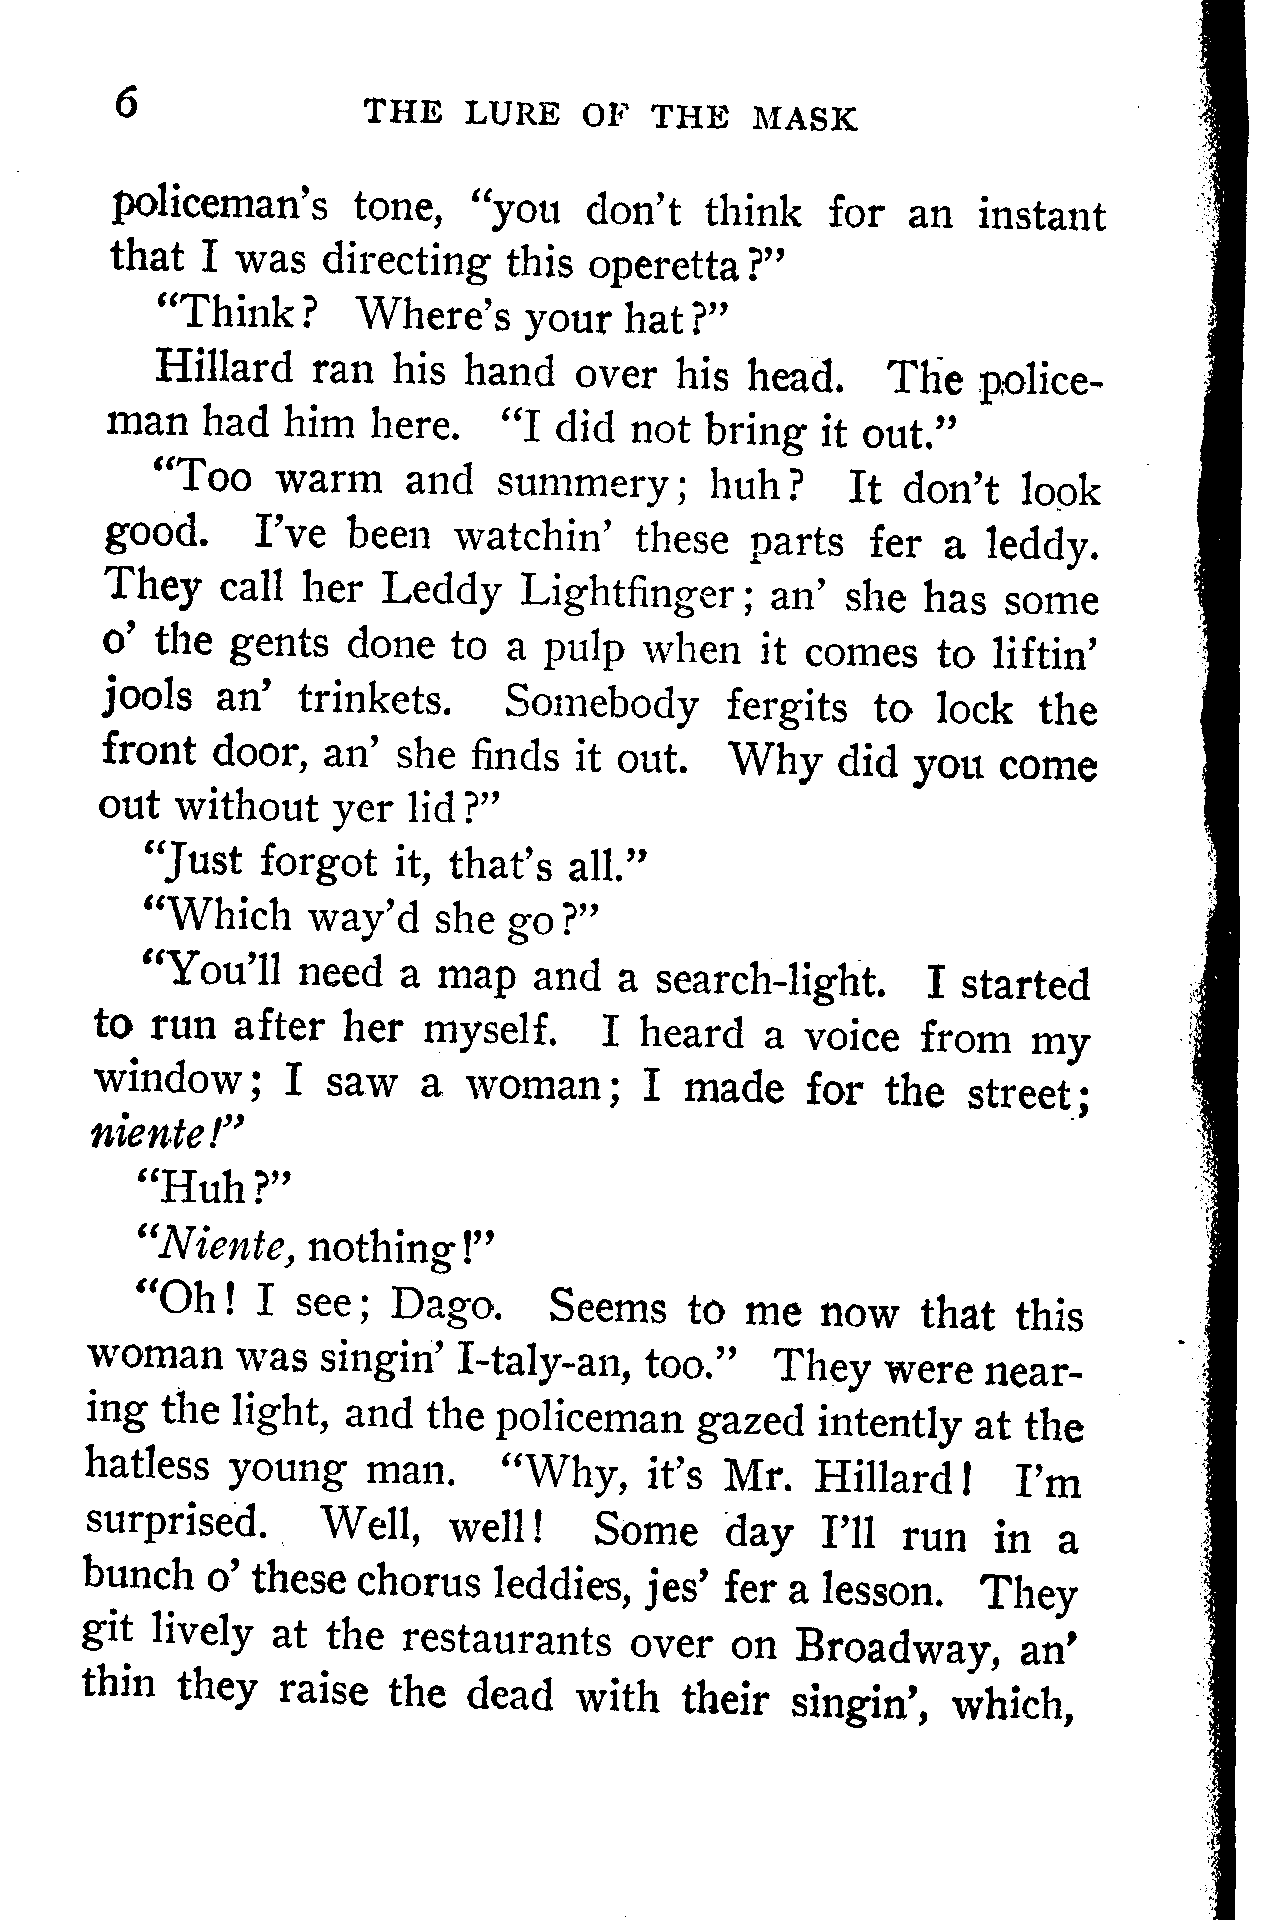 6 THE LURE OF THE MASK
policeman's tone, “you don't think for an instant
that I was directing this operetta?”
“Think? Where's your hat?”
Hillard ran his hand over his head. The police-
man had him here. “I did not bring it out.”
“Too warm and summery; huh? It don't look
good. I've been watchin' these parts fer a leddy.
They call her Leddy Lightfinger; an' she has some
o' the gents done to a pulp when it comes to liftin'
jools an' trinkets. Somebody fergits to lock the
front door, an' she finds it out. Why did you come
out without yer lid?”
“Just forgot it, that's all.”
“Which way'd she go?”
“You'll need a map and a search-light. I started
to run after her myself. I heard a voice from my
window; I saw a woman; I made for the street;
niente!”
“Huh?”
“Niente, nothing!”
“Oh! I see; Dago. Seems to me now that this
woman was singin' I-taly-an, too.” They were near-
ing the light, and the policeman gazed intently at the
hatless young man. “Why, it's Mr. Hillard! I'm
surprised. Well, well! Some day I'll run in a
bunch o' these chorus leddies, jes' fer a lesson. They
git lively at the restaurants over on Broadway, an'
thin they raise the dead with their singin', which,